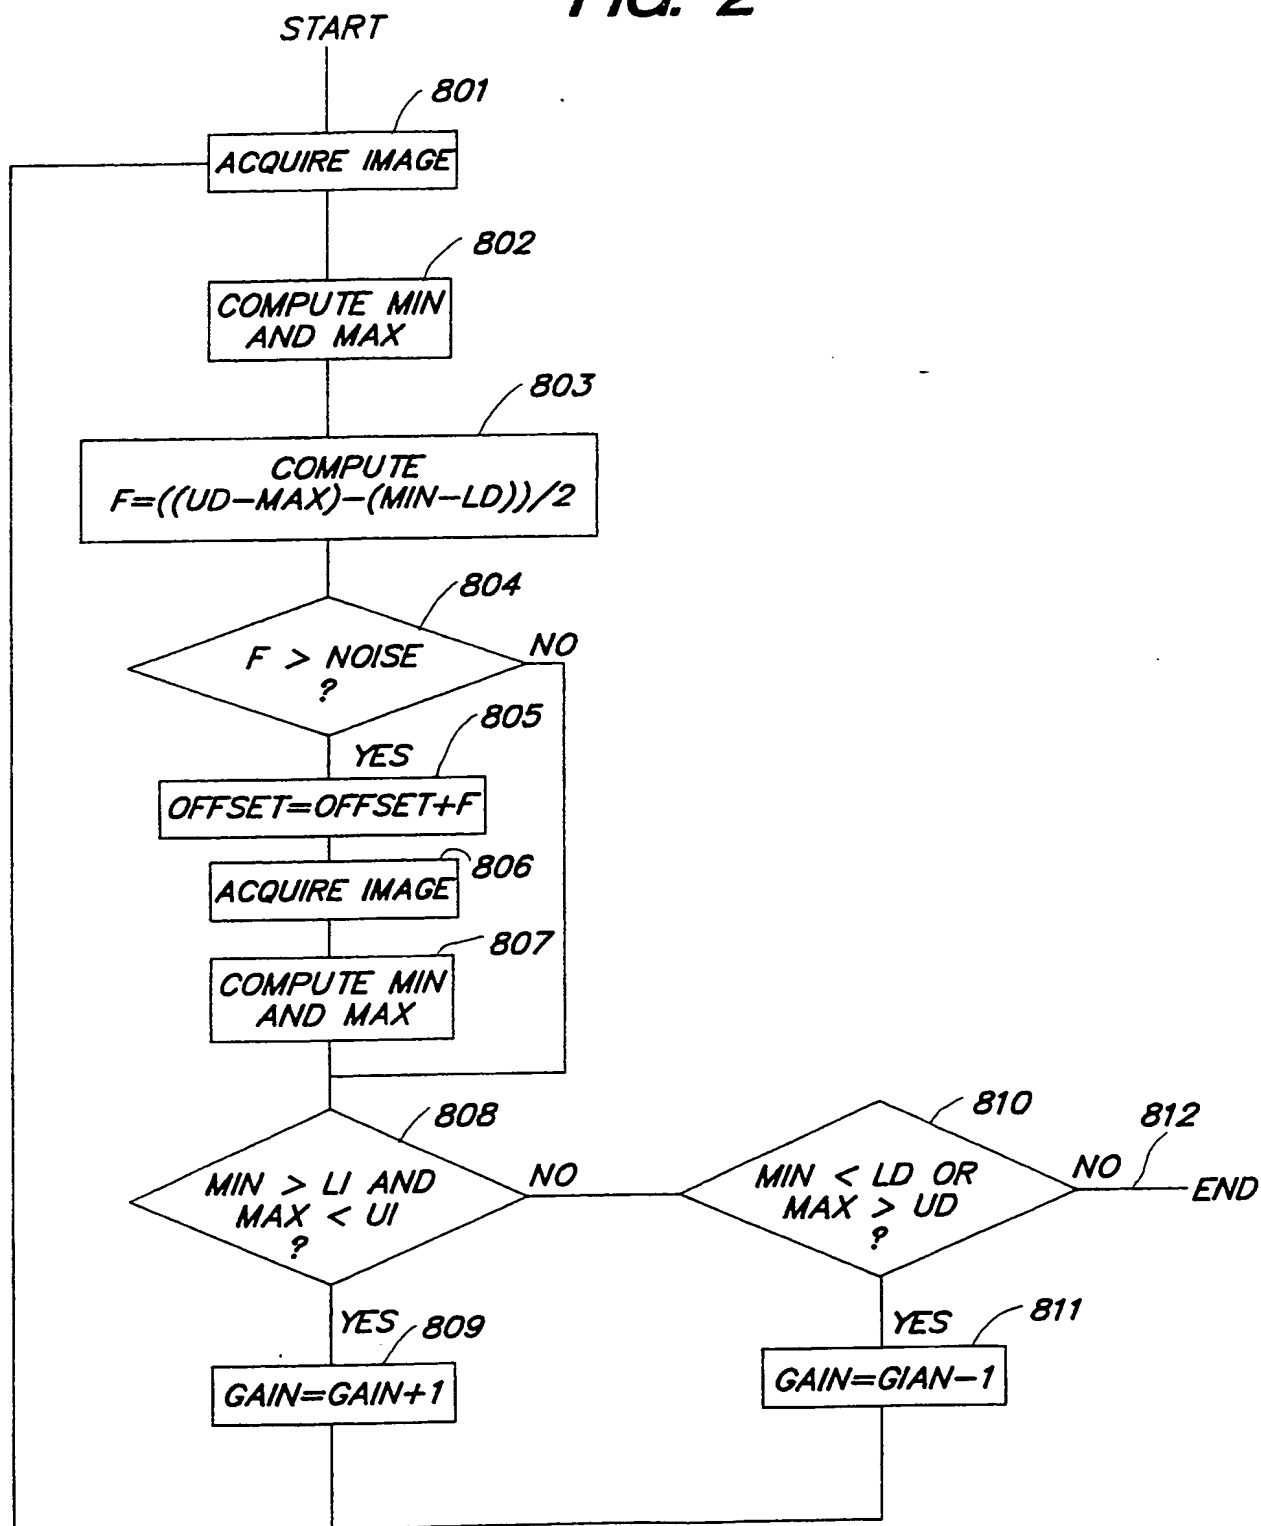 FIG. 2
START
801
ACQUIRE IMAGE
802
COMPUTE MIN
AND MAX
803
COMPUTE
F=((UD-MAX)-(MIN-LD))/2
804
F > NOISE
?
NO
YES
805
OFFSET=OFFSET+F
806
ACQUIRE IMAGE
807
COMPUTE MIN
AND MAX
808
MIN > LI AND
MAX < UI
?
NO
810
MIN < LD OR
MAX > UD
?
NO
812
END
YES
809
GAIN=GAIN+1
YES
811
GAIN=GIAN-1